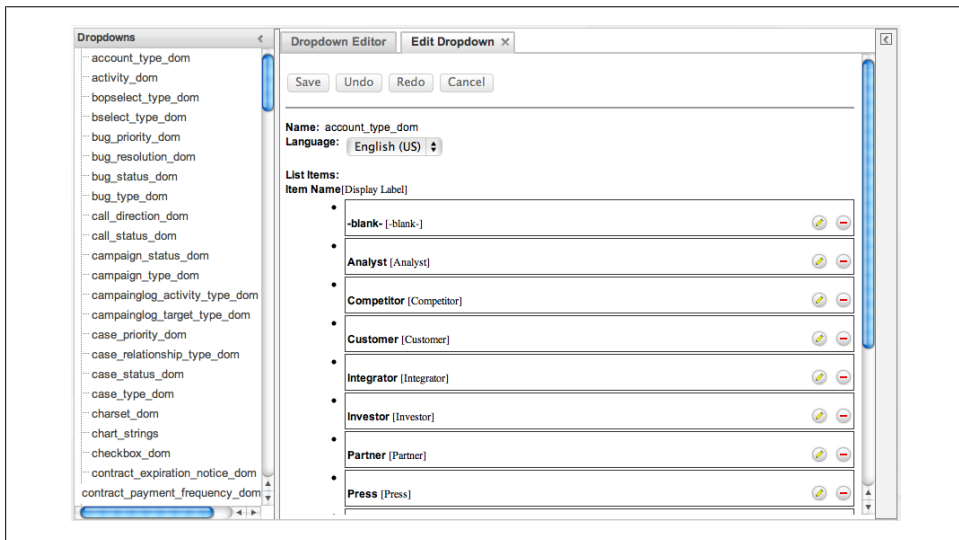 Dropdowns
account_type_dom
activity_dom
bopselect_type_dom
bselect_type_dom
bug_priority_dom
bug_resolution_dom
bug_status_dom
bug_type_dom
call_direction_dom
call_status_dom
campaign_status_dom
campaign_type_dom
campainglog_activity_type_dom
campainglog_target_type_dom
case_priority_dom
case_relationship_type_dom
case_status_dom
case_type_dom
charset_dom
chart_strings
checkbox_dom
contract_expiration_notice_dom
contract_payment_frequency_dom
Dropdown Editor
Edit Dropdown
Save Undo Redo Cancel
Name: account_type_dom
Language: English (US)
List Items:
Item Name[Display Label]
-blank- [-blank-]
Analyst [Analyst]
Competitor [Competitor]
Customer [Customer]
Integrator [Integrator]
Investor [Investor]
Partner [Partner]
Press [Press]